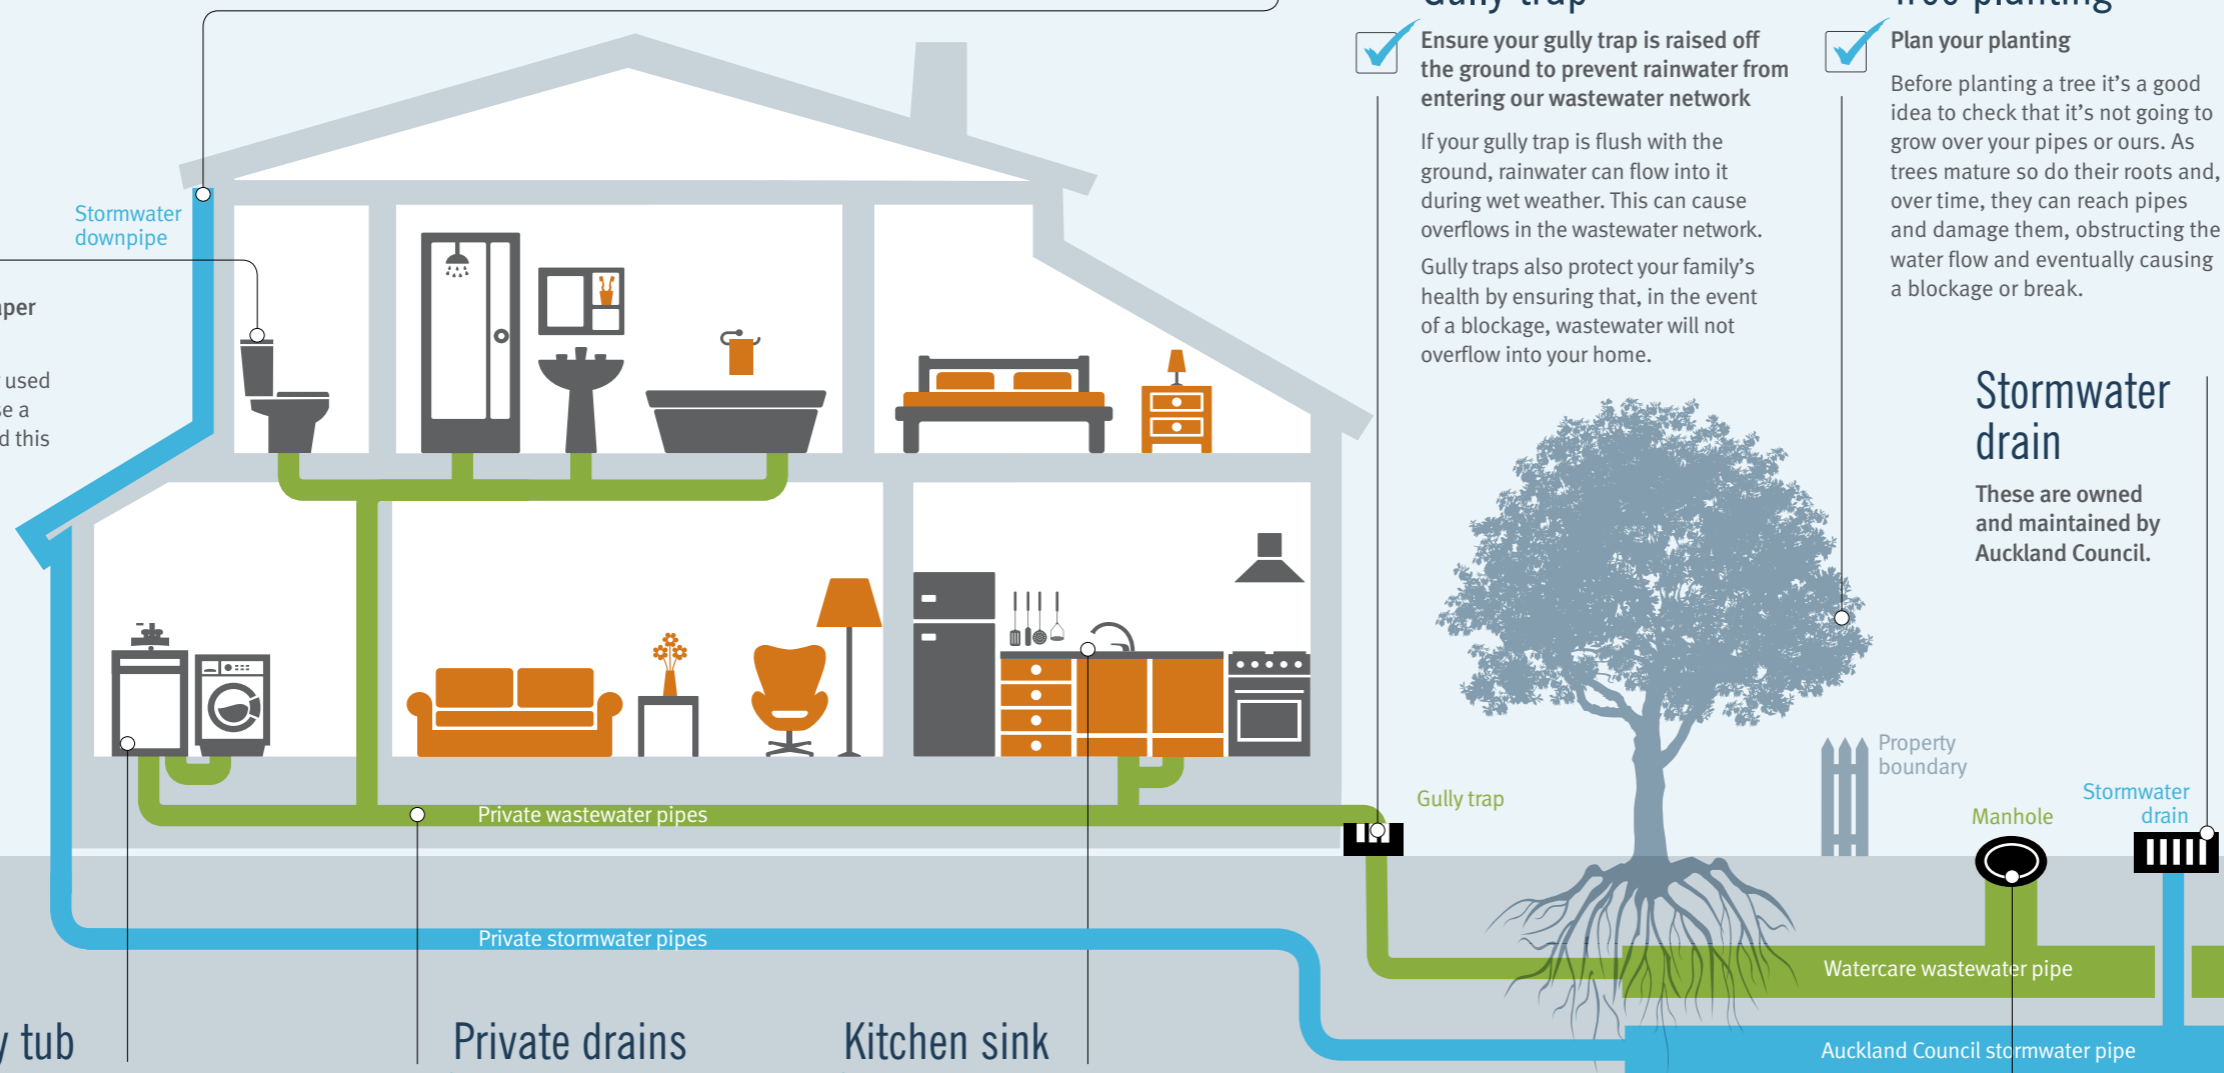 Gully trap
Ensure your gully trap is raised off
the ground to prevent rainwater from
entering our wastewater network
If your gully trap is flush with the
ground, rainwater can flow into it
during wet weather. This can cause
overflows in the wastewater network.
Gully traps also protect your family's
health by ensuring that, in the event
of a blockage, wastewater will not
overflow into your home.
Tree planting
Plan your planting
Before planting a tree it's a good
idea to check that it's not going to
grow over your pipes or ours. As
trees mature so do their roots and,
over time, they can reach pipes
and damage them, obstructing the
water flow and eventually causing
a blockage or break.
Stormwater
downpipe
used
a
this
Stormwater
drain
These are owned
and maintained by
Auckland Council.
Property
boundary
Gully trap
Manhole
Stormwater
drain
Private wastewater pipes
Private stormwater pipes
Watercare wastewater pipe
Auckland Council stormwater pipe
tub
Private drains
Kitchen sink